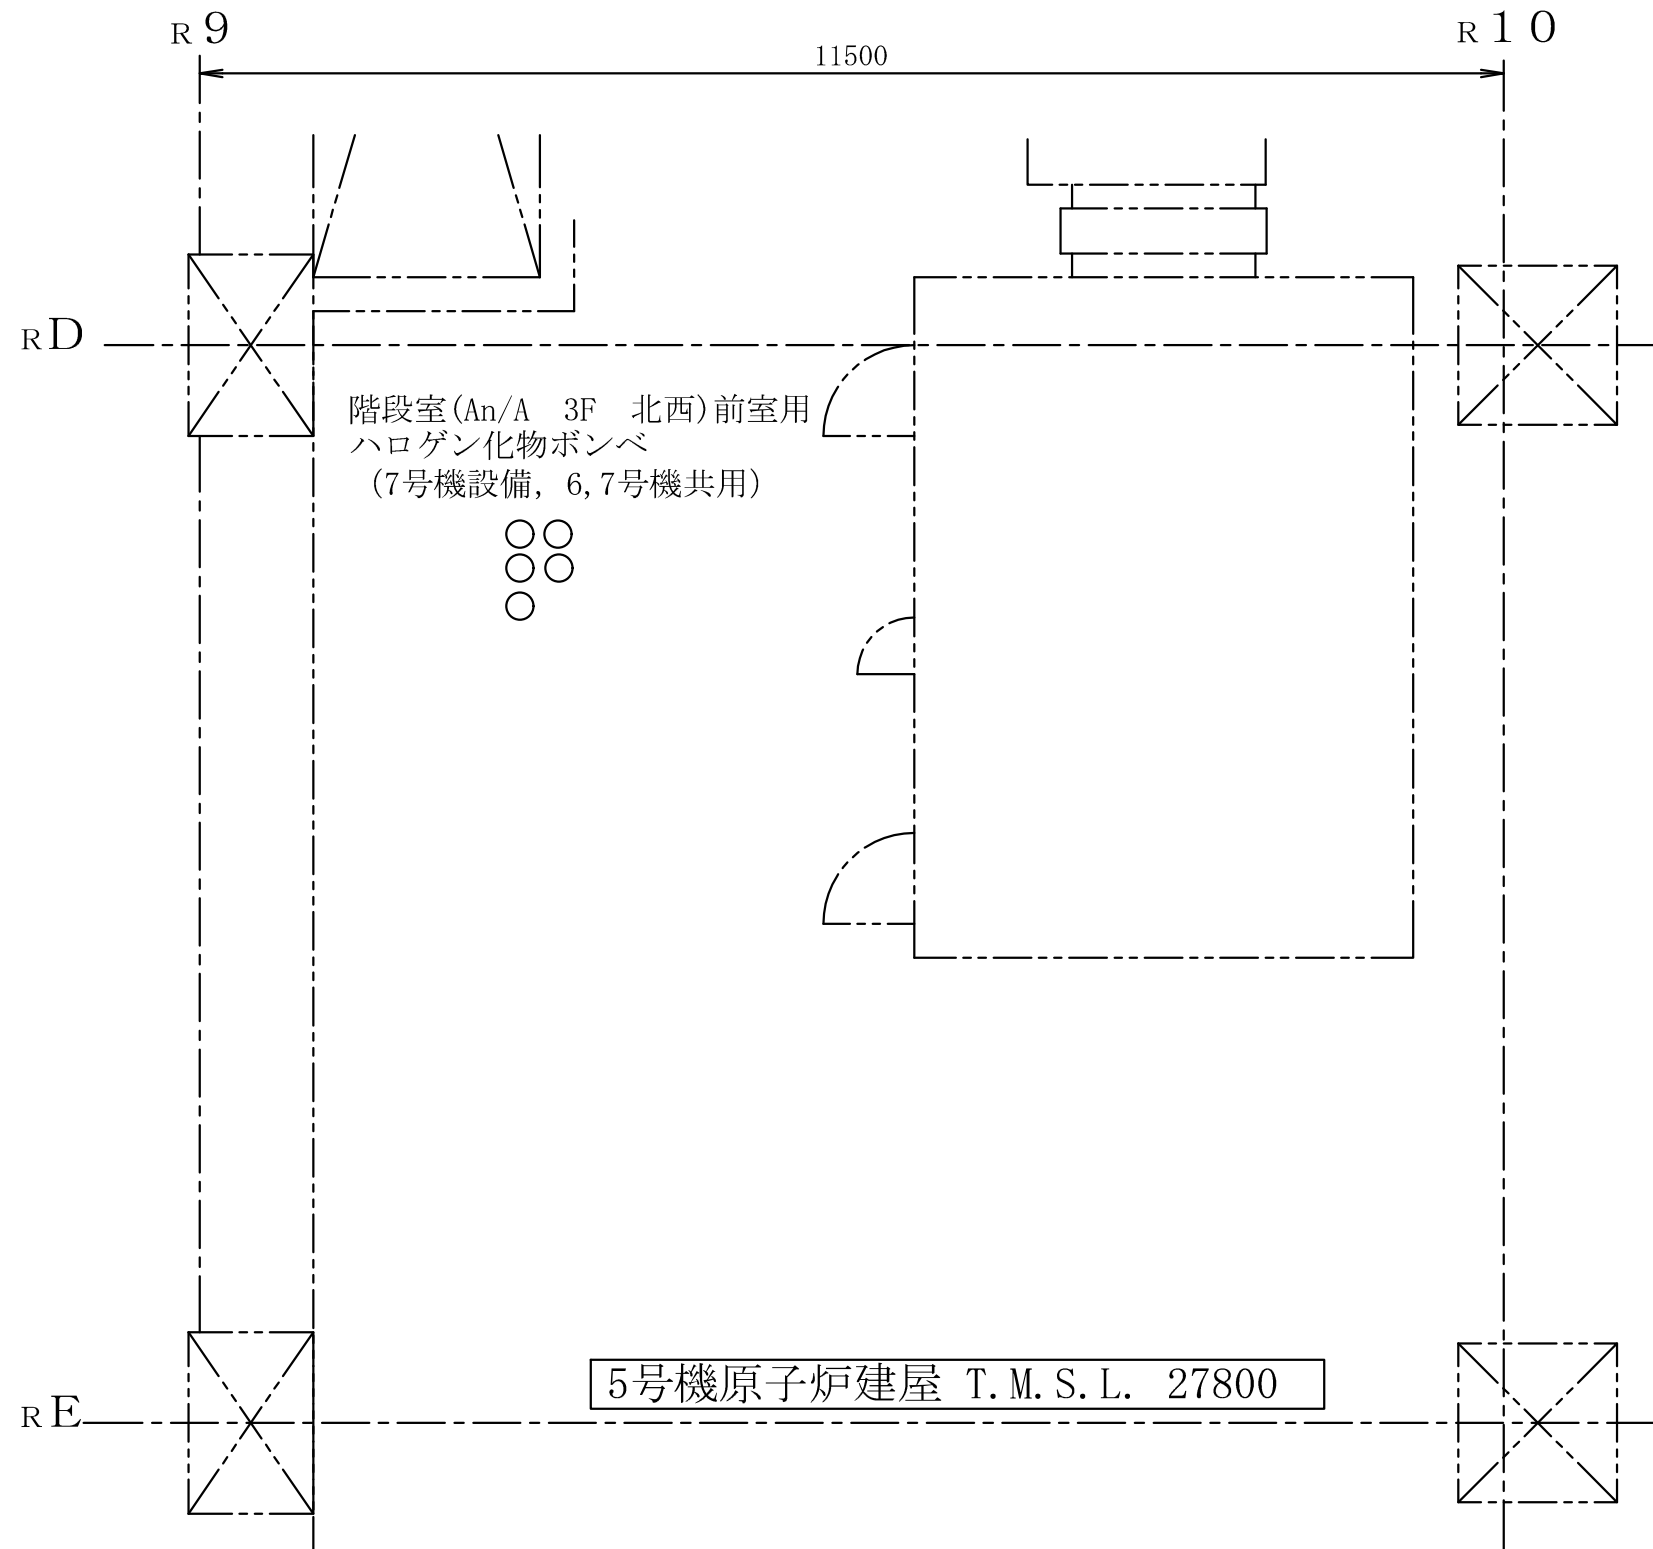 R9
R10
11500
RD
階段室(An/A　3F　北西)前室用
ハロゲン化物ボンベ
(7号機設備, 6,7号機共用)
5号機原子炉建屋 T.M.S.L. 27800
RE